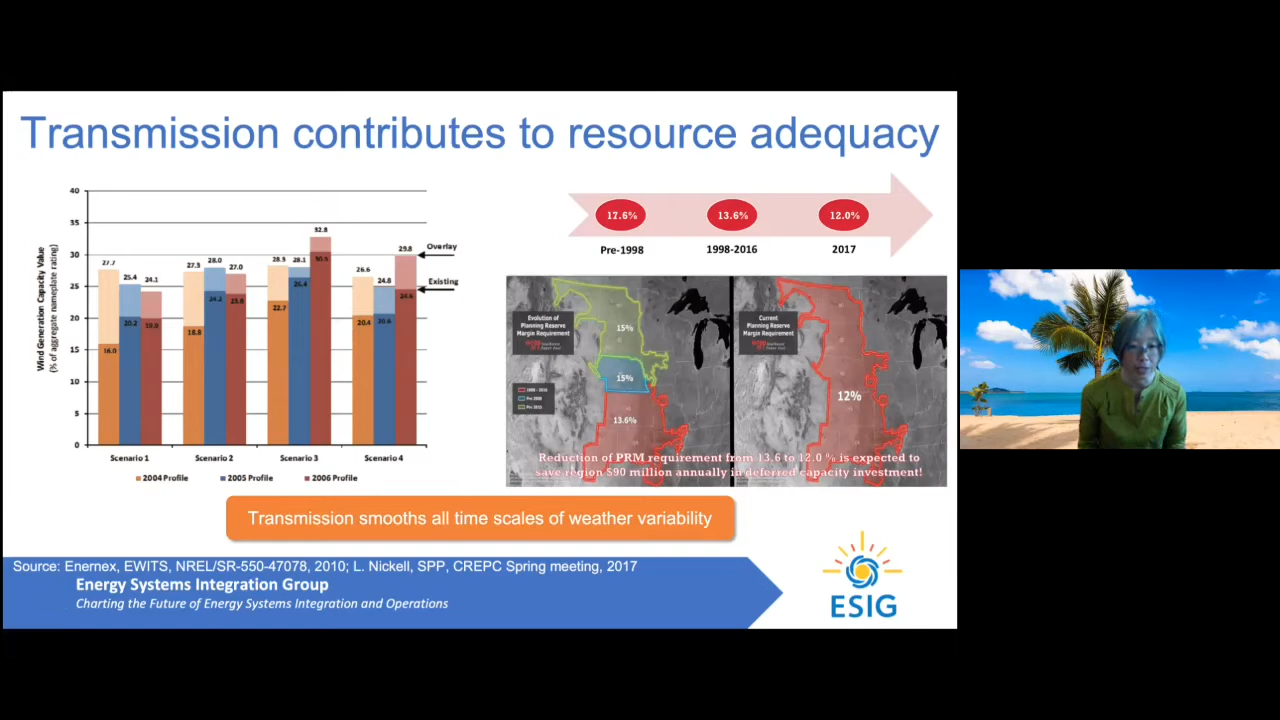 Transmission contributes to resource adequacy
Wind Generation Capacity Value
(% of aggregate nameplate rating)
40
35
30
25
20
15
10
5
0
27.7
25.4
24.1
16.0
20.2
27.3
28.0
27.0
18.8
24.2
23.8
28.3
28.1
32.8
22.7
26.4
30.5
26.6
24.8
29.8
20.4
20.6
24.6
Overlay
Existing
Scenario 1
Scenario 2
Scenario 3
Scenario 4
2004 Profile
2005 Profile
2006 Profile
17.6%
13.6%
12.0%
Pre-1998
1998-2016
2017
Evolution of
Planning Reserve
Margin Requirement
Southwest
Power Pool
15%
15%
13.6%
Current
Planning Reserve
Margin Requirement
12%
Reduction of PRM requirement from 13.6 to 12.0 % is expected to
save region $90 million annually in deferred capacity investment!
Transmission smooths all time scales of weather variability
Source: Enernex, EWITS, NREL/SR-550-47078, 2010; L. Nickell, SPP, CREPC Spring meeting, 2017
Energy Systems Integration Group
Charting the Future of Energy Systems Integration and Operations
ESIG